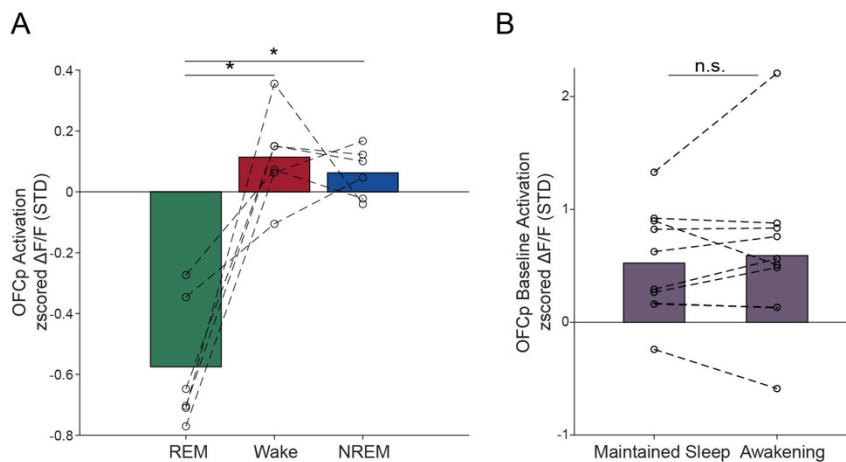 A
OFCp Activation
zscored ΔF/F (STD)
0.4
0.2
0
-0.2
-0.4
-0.6
-0.8
*
*
REM Wake NREM
B
OFCp Baseline Activation
zscored ΔF/F (STD)
2
1
0
-1
n.s.
Maintained Sleep Awakening